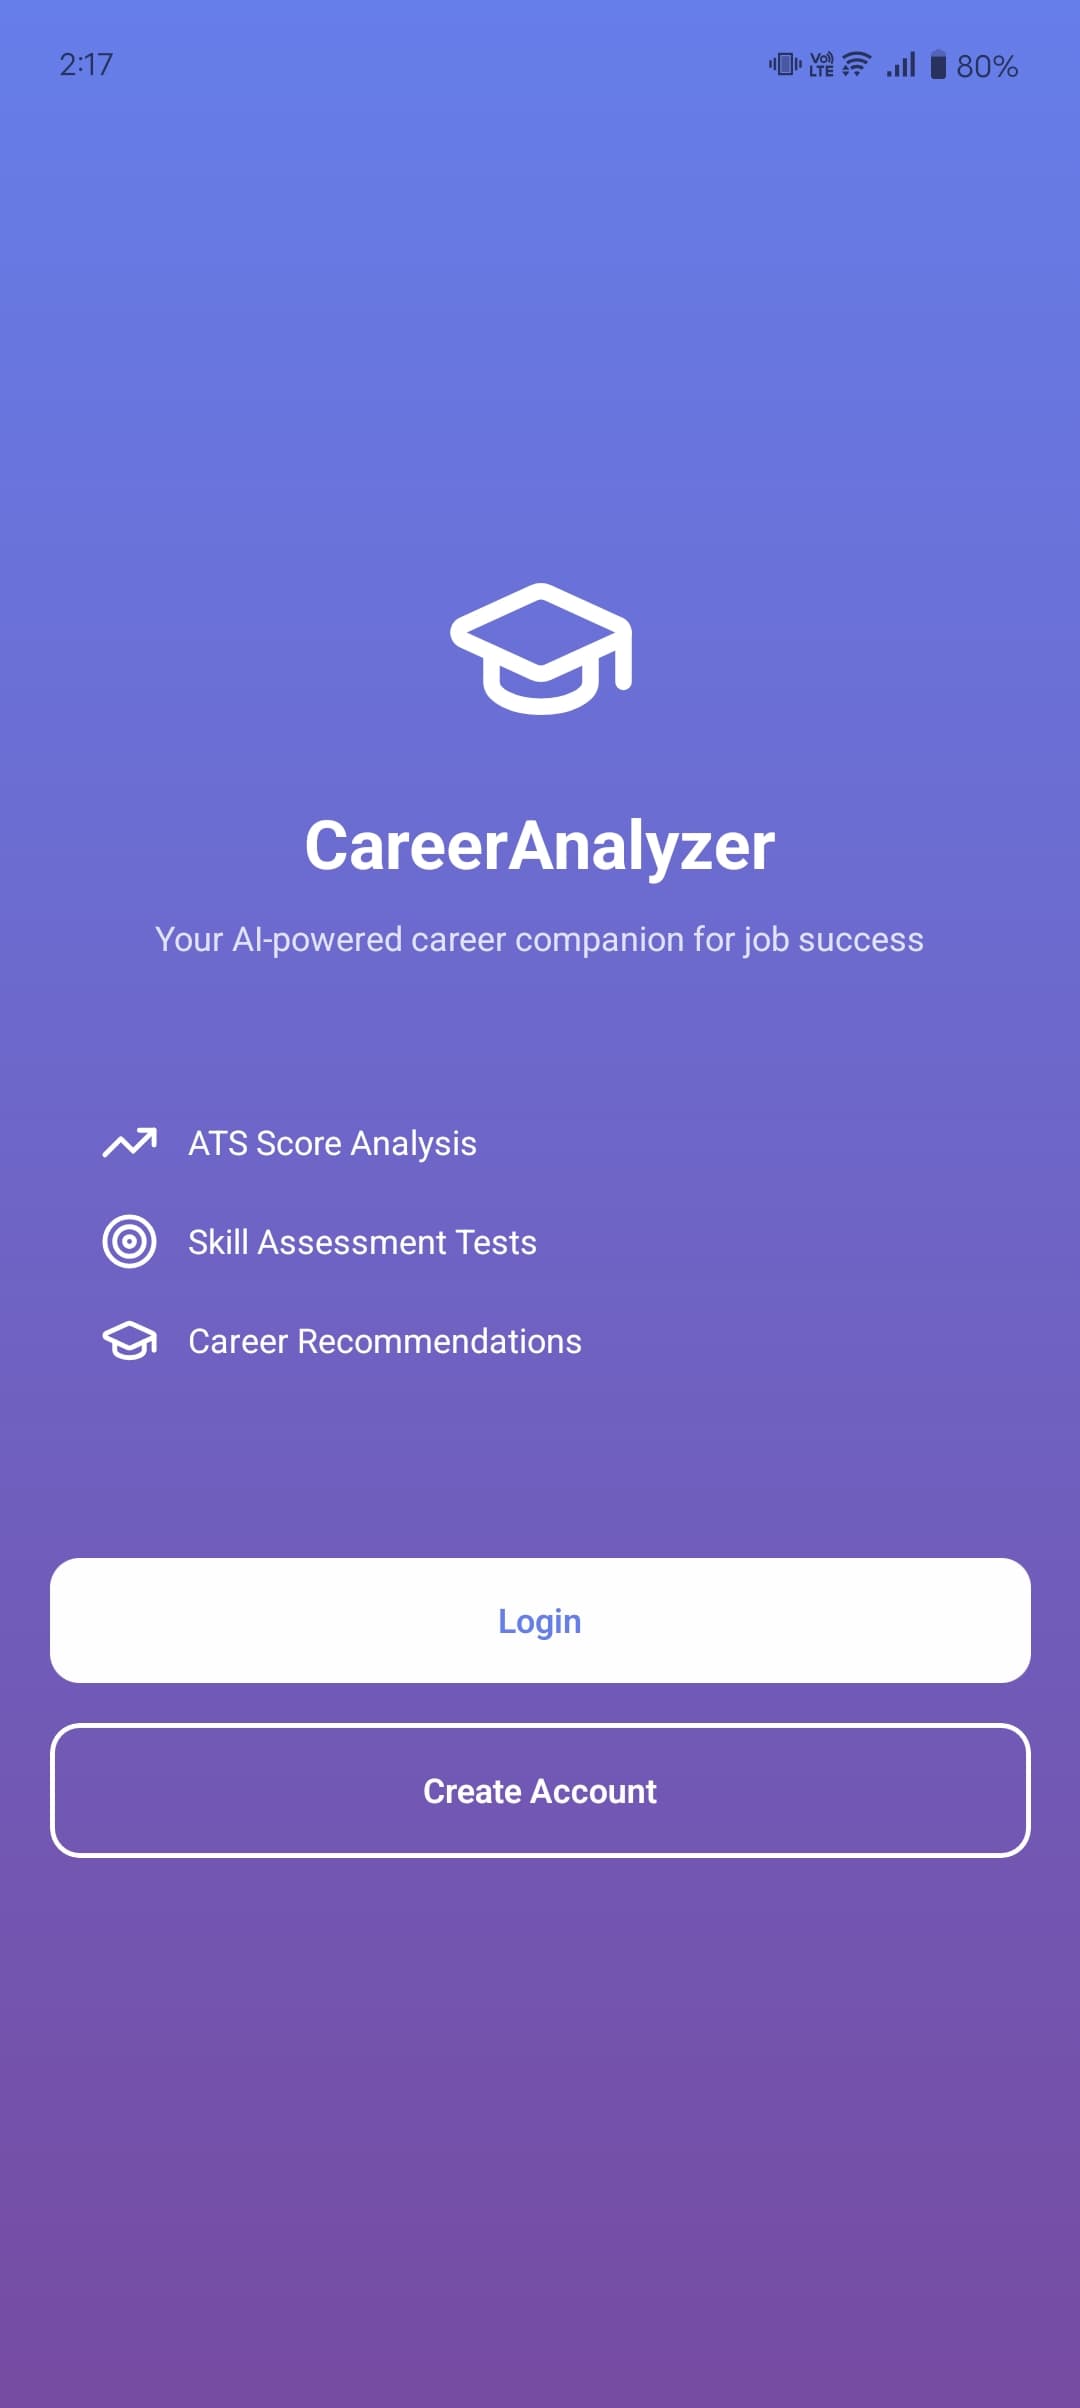 2:17
Vo)) LTE 80%
CareerAnalyzer
Your AI-powered career companion for job success
ATS Score Analysis
Skill Assessment Tests
Career Recommendations
Login
Create Account